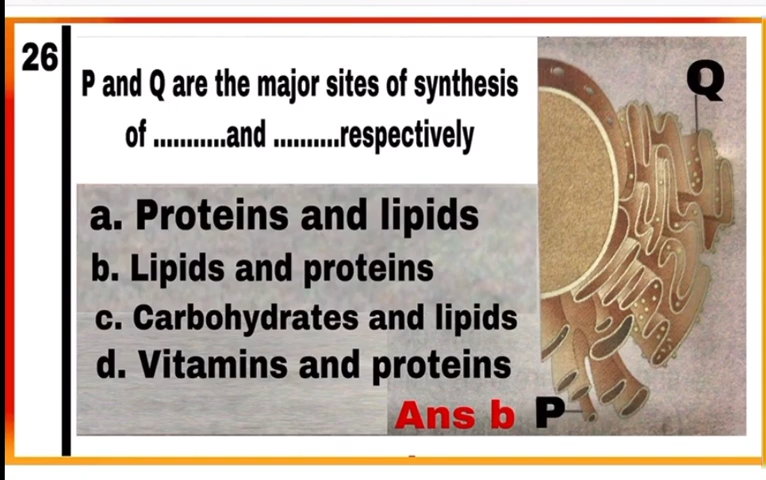 26
P and Q are the major sites of synthesis
of ...........and ..........respectively
a. Proteins and lipids
b. Lipids and proteins
c. Carbohydrates and lipids
d. Vitamins and proteins
Ans b
Q
P